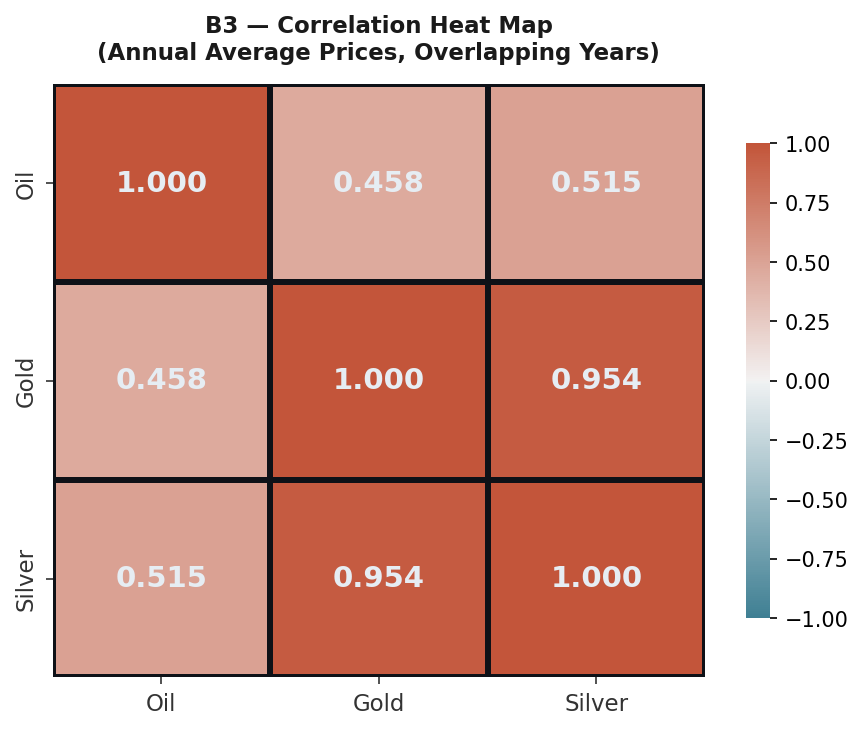 B3 — Correlation Heat Map
(Annual Average Prices, Overlapping Years)
Oil
1.000
0.458
0.515
Gold
0.458
1.000
0.954
Silver
0.515
0.954
1.000
Oil
Gold
Silver
1.00
0.75
0.50
0.25
0.00
−0.25
−0.50
−0.75
−1.00